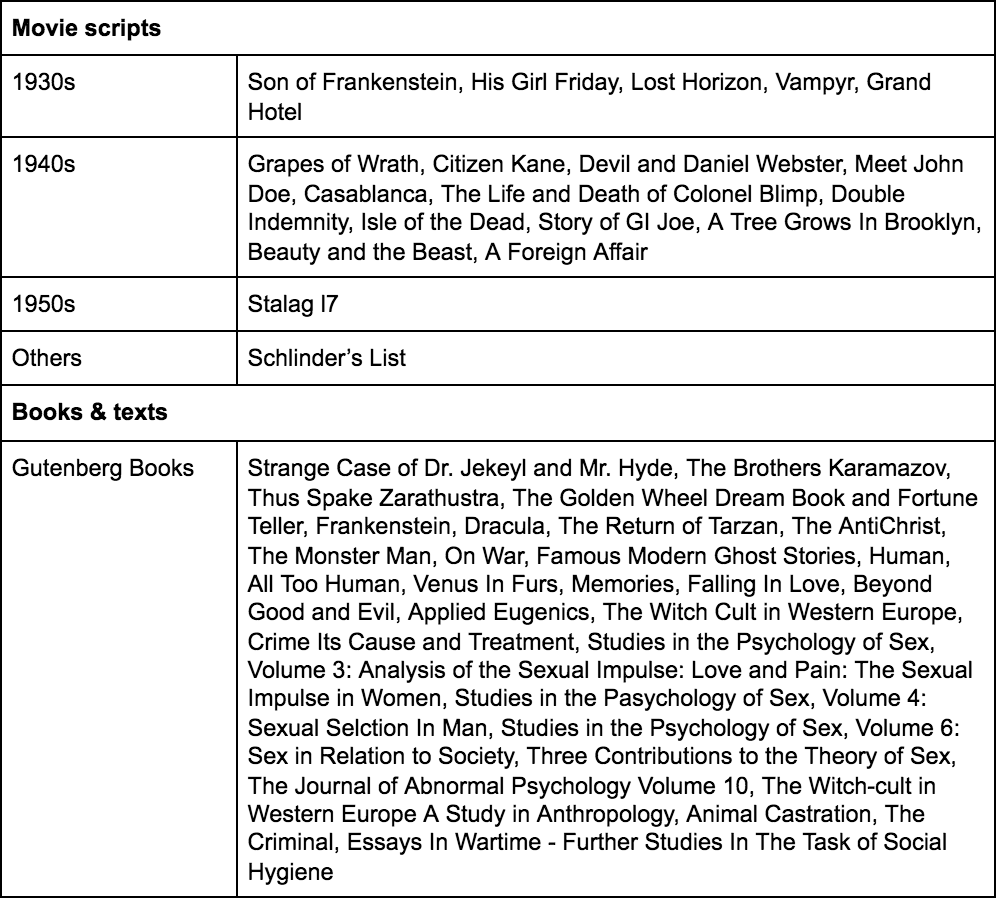 Movie scripts
1930s
Son of Frankenstein, His Girl Friday, Lost Horizon, Vampyr, Grand
Hotel
1940s
Grapes of Wrath, Citizen Kane, Devil and Daniel Webster, Meet John
Doe, Casablanca, The Life and Death of Colonel Blimp, Double
Indemnity, Isle of the Dead, Story of GI Joe, A Tree Grows In Brooklyn,
Beauty and the Beast, A Foreign Affair
1950s
Stalag l7
Others
Schlinder’s List
Books & texts
Gutenberg Books
Strange Case of Dr. Jekeyl and Mr. Hyde, The Brothers Karamazov,
Thus Spake Zarathustra, The Golden Wheel Dream Book and Fortune
Teller, Frankenstein, Dracula, The Return of Tarzan, The AntiChrist,
The Monster Man, On War, Famous Modern Ghost Stories, Human,
All Too Human, Venus In Furs, Memories, Falling In Love, Beyond
Good and Evil, Applied Eugenics, The Witch Cult in Western Europe,
Crime Its Cause and Treatment, Studies in the Psychology of Sex,
Volume 3: Analysis of the Sexual Impulse: Love and Pain: The Sexual
Impulse in Women, Studies in the Pasychology of Sex, Volume 4:
Sexual Selction In Man, Studies in the Psychology of Sex, Volume 6:
Sex in Relation to Society, Three Contributions to the Theory of Sex,
The Journal of Abnormal Psychology Volume 10, The Witch-cult in
Western Europe A Study in Anthropology, Animal Castration, The
Criminal, Essays In Wartime - Further Studies In The Task of Social
Hygiene